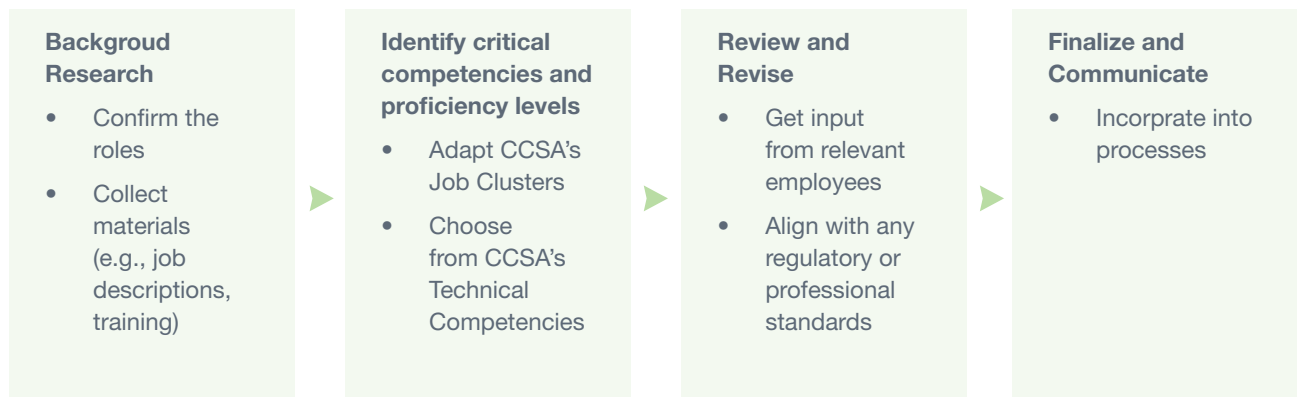 Backgroud
Research
• Confirm the
roles
• Collect
materials
(e.g., job
descriptions,
training)
Identify critical
competencies and
proficiency levels
• Adapt CCSA’s
Job Clusters
• Choose
from CCSA’s
Technical
Competencies
Review and
Revise
• Get input
from relevant
employees
• Align with any
regulatory or
professional
standards
Finalize and
Communicate
• Incorprate into
processes